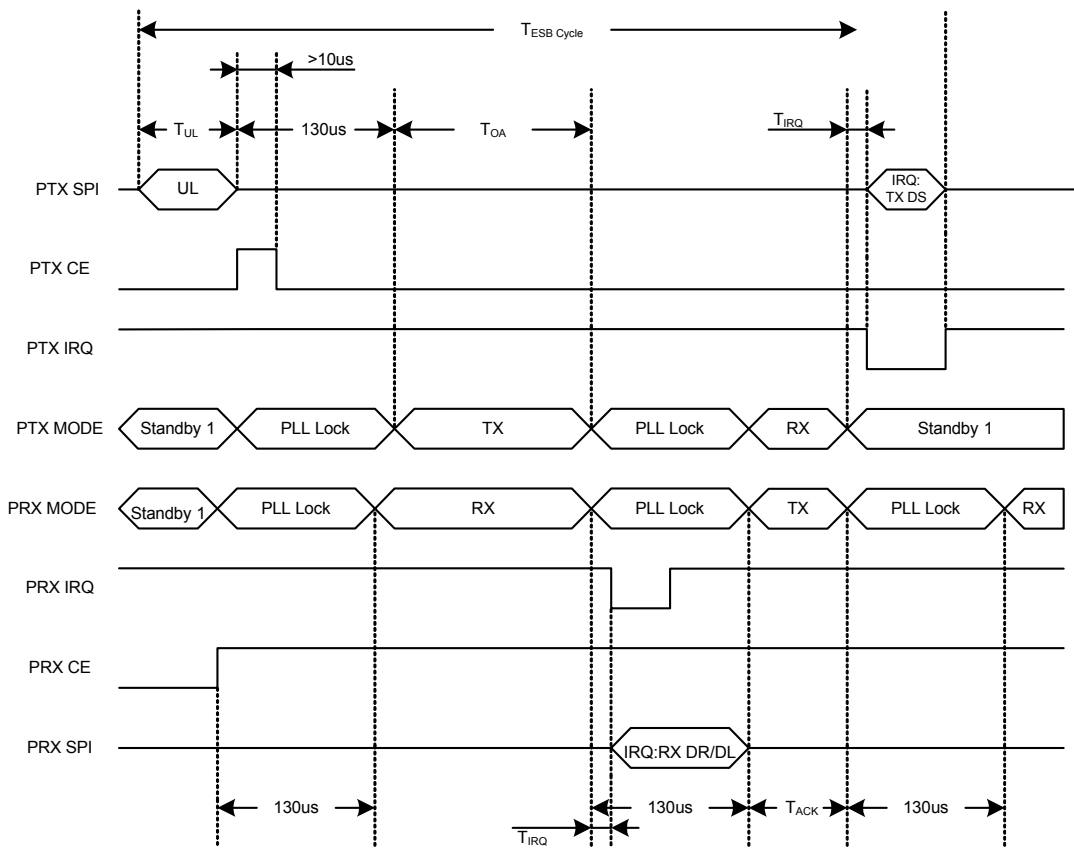 TESB Cycle
>10us
TUL 130us TOA TIRQ
PTX SPI UL IRQ:
TX DS
PTX CE
PTX IRQ
PTX MODE Standby 1 PLL Lock TX PLL Lock RX Standby 1
PRX MODE Standby 1 PLL Lock RX PLL Lock TX PLL Lock RX
PRX IRQ
PRX CE
PRX SPI IRQ:RX DR/DL
130us 130us TACK 130us
TIRQ